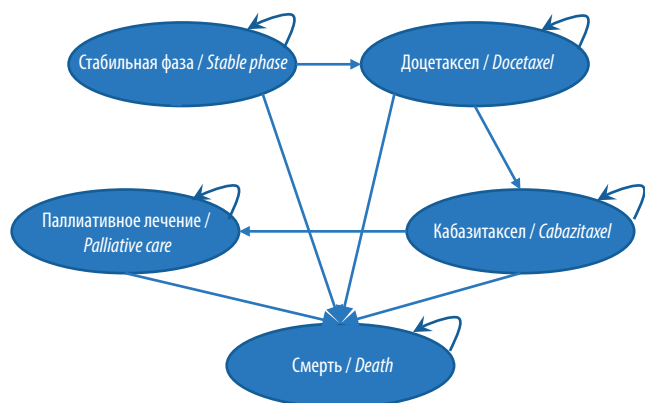 Стабильная фаза / Stable phase
Доцетаксел / Docetaxel
Паллиативное лечение /
Palliative care
Кабазитаксел / Cabazitaxel
Смерть / Death